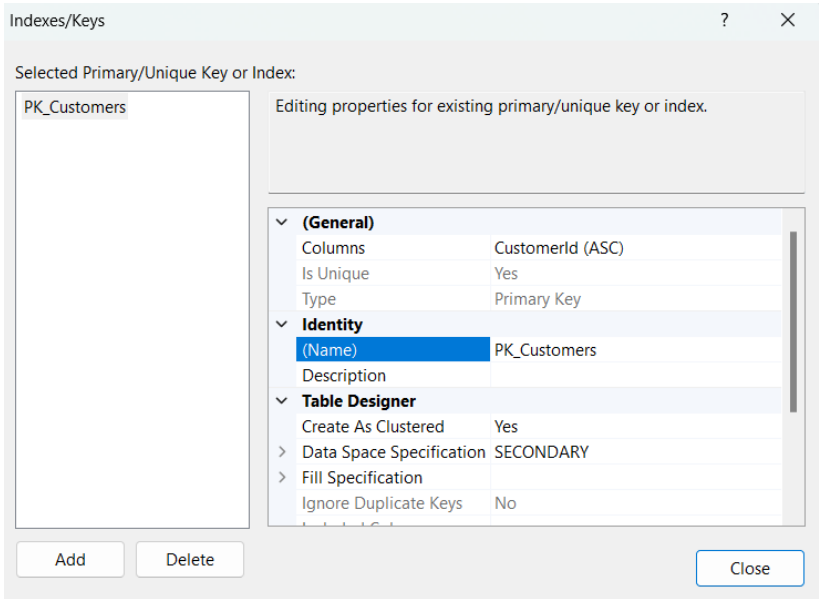 Indexes/Keys ?
Selected Primary/Unique Key or Index:
PK_Customers
Editing properties for existing primary/unique key or index.
(General)
Columns CustomerId (ASC)
Is Unique Yes
Type Primary Key
Identity
(Name) PK_Customers
Description
Table Designer
Create As Clustered Yes
Data Space Specification SECONDARY
Fill Specification
Ignore Duplicate Keys No
Add Delete
Close